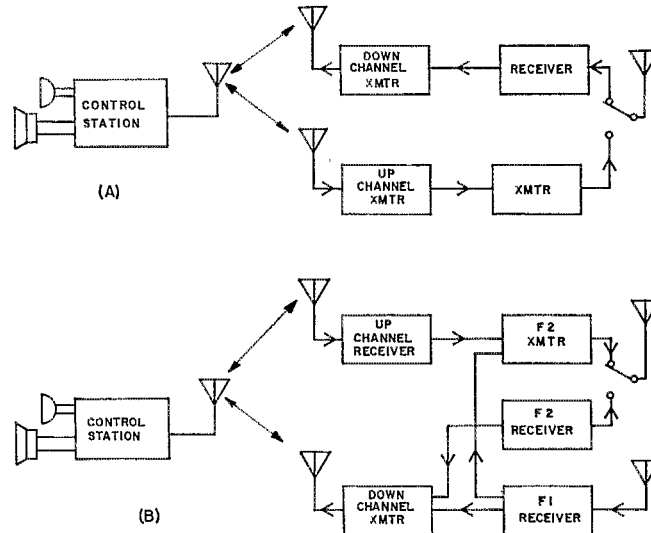 DOWN
CHANNEL
XMTR
RECEIVER
CONTROL
STATION
(A)
UP
CHANNEL
XMTR
XMTR
UP
CHANNEL
RECEIVER
F2
XMTR
CONTROL
STATION
F2
RECEIVER
(B)
DOWN
CHANNEL
XMTR
F1
RECEIVER